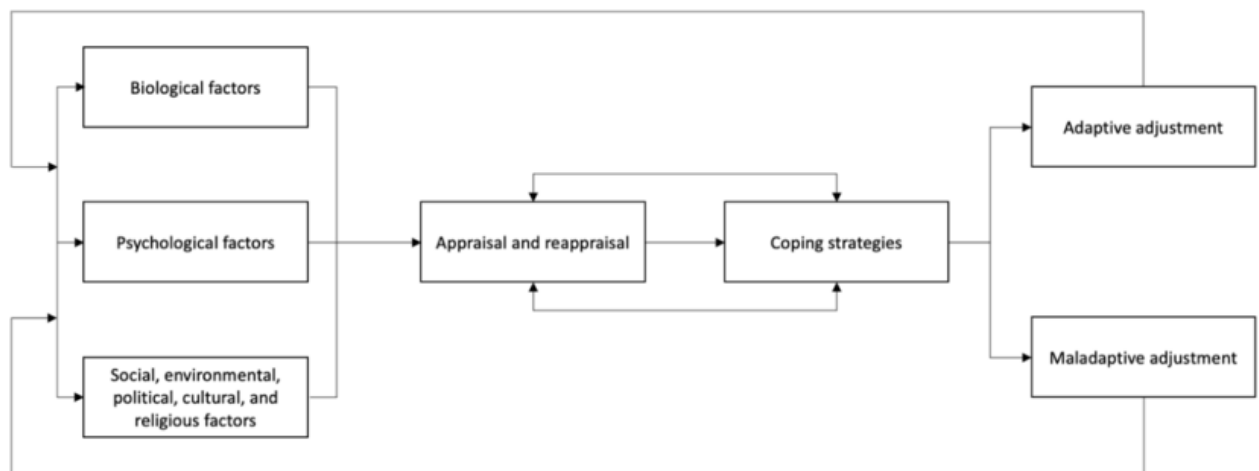 Biological factors
Adaptive adjustment
Psychological factors
Appraisal and reappraisal
Coping strategies
Maladaptive adjustment
Social, environmental,
political, cultural, and
religious factors